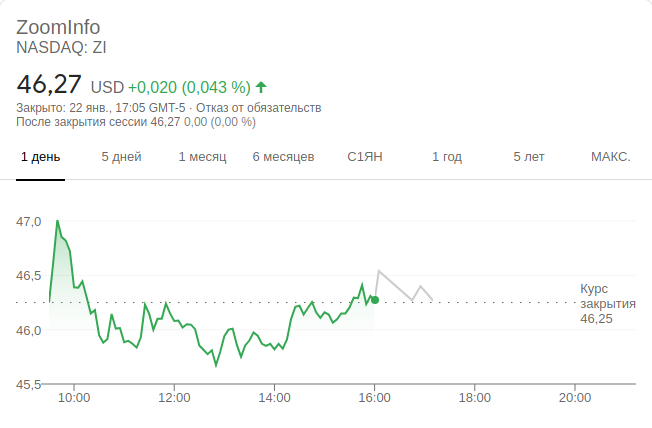 ZoomInfo
NASDAQ: ZI
46,27 USD +0,020 (0,043 %)
Закрыто: 22 янв., 17:05 GMT-5 · Отказ от обязательств
После закрытия сессии 46,27 0,00 (0,00 %)
1 день 5 дней 1 месяц 6 месяцев С1ЯН 1 год 5 лет МАКС.
47,0
46,5
Курс
закрытия
46,25
46,0
45,5
10:00 12:00 14:00 16:00 18:00 20:00